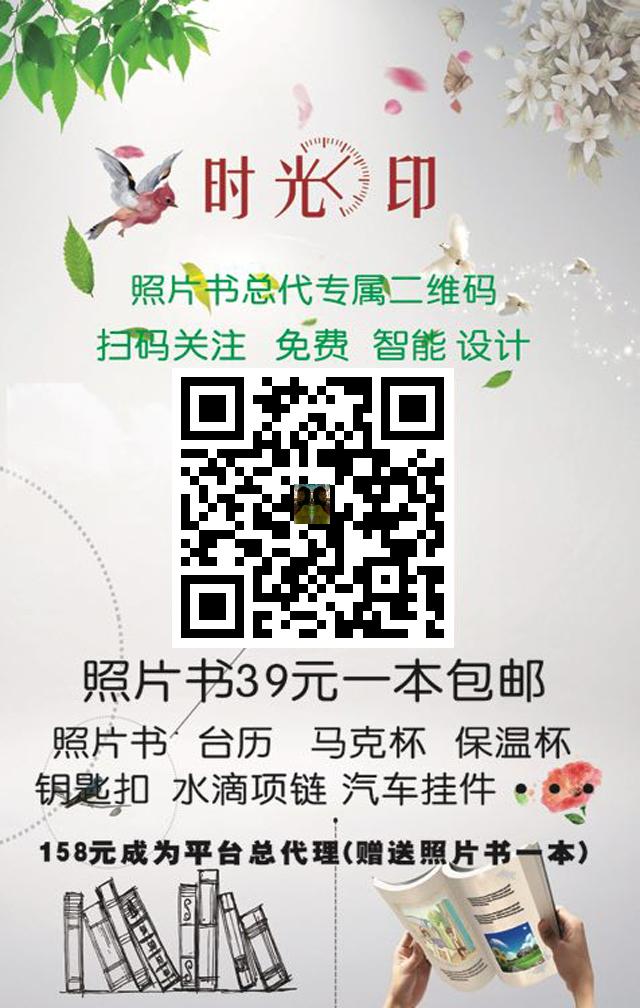 时光印
照片书总代专属二维码
扫码关注 免费 智能设计
照片书39元一本包邮
照片书 台历 马克杯 保温杯
钥匙扣 水滴项链 汽车挂件
158元成为平台总代理(赠送照片书一本)